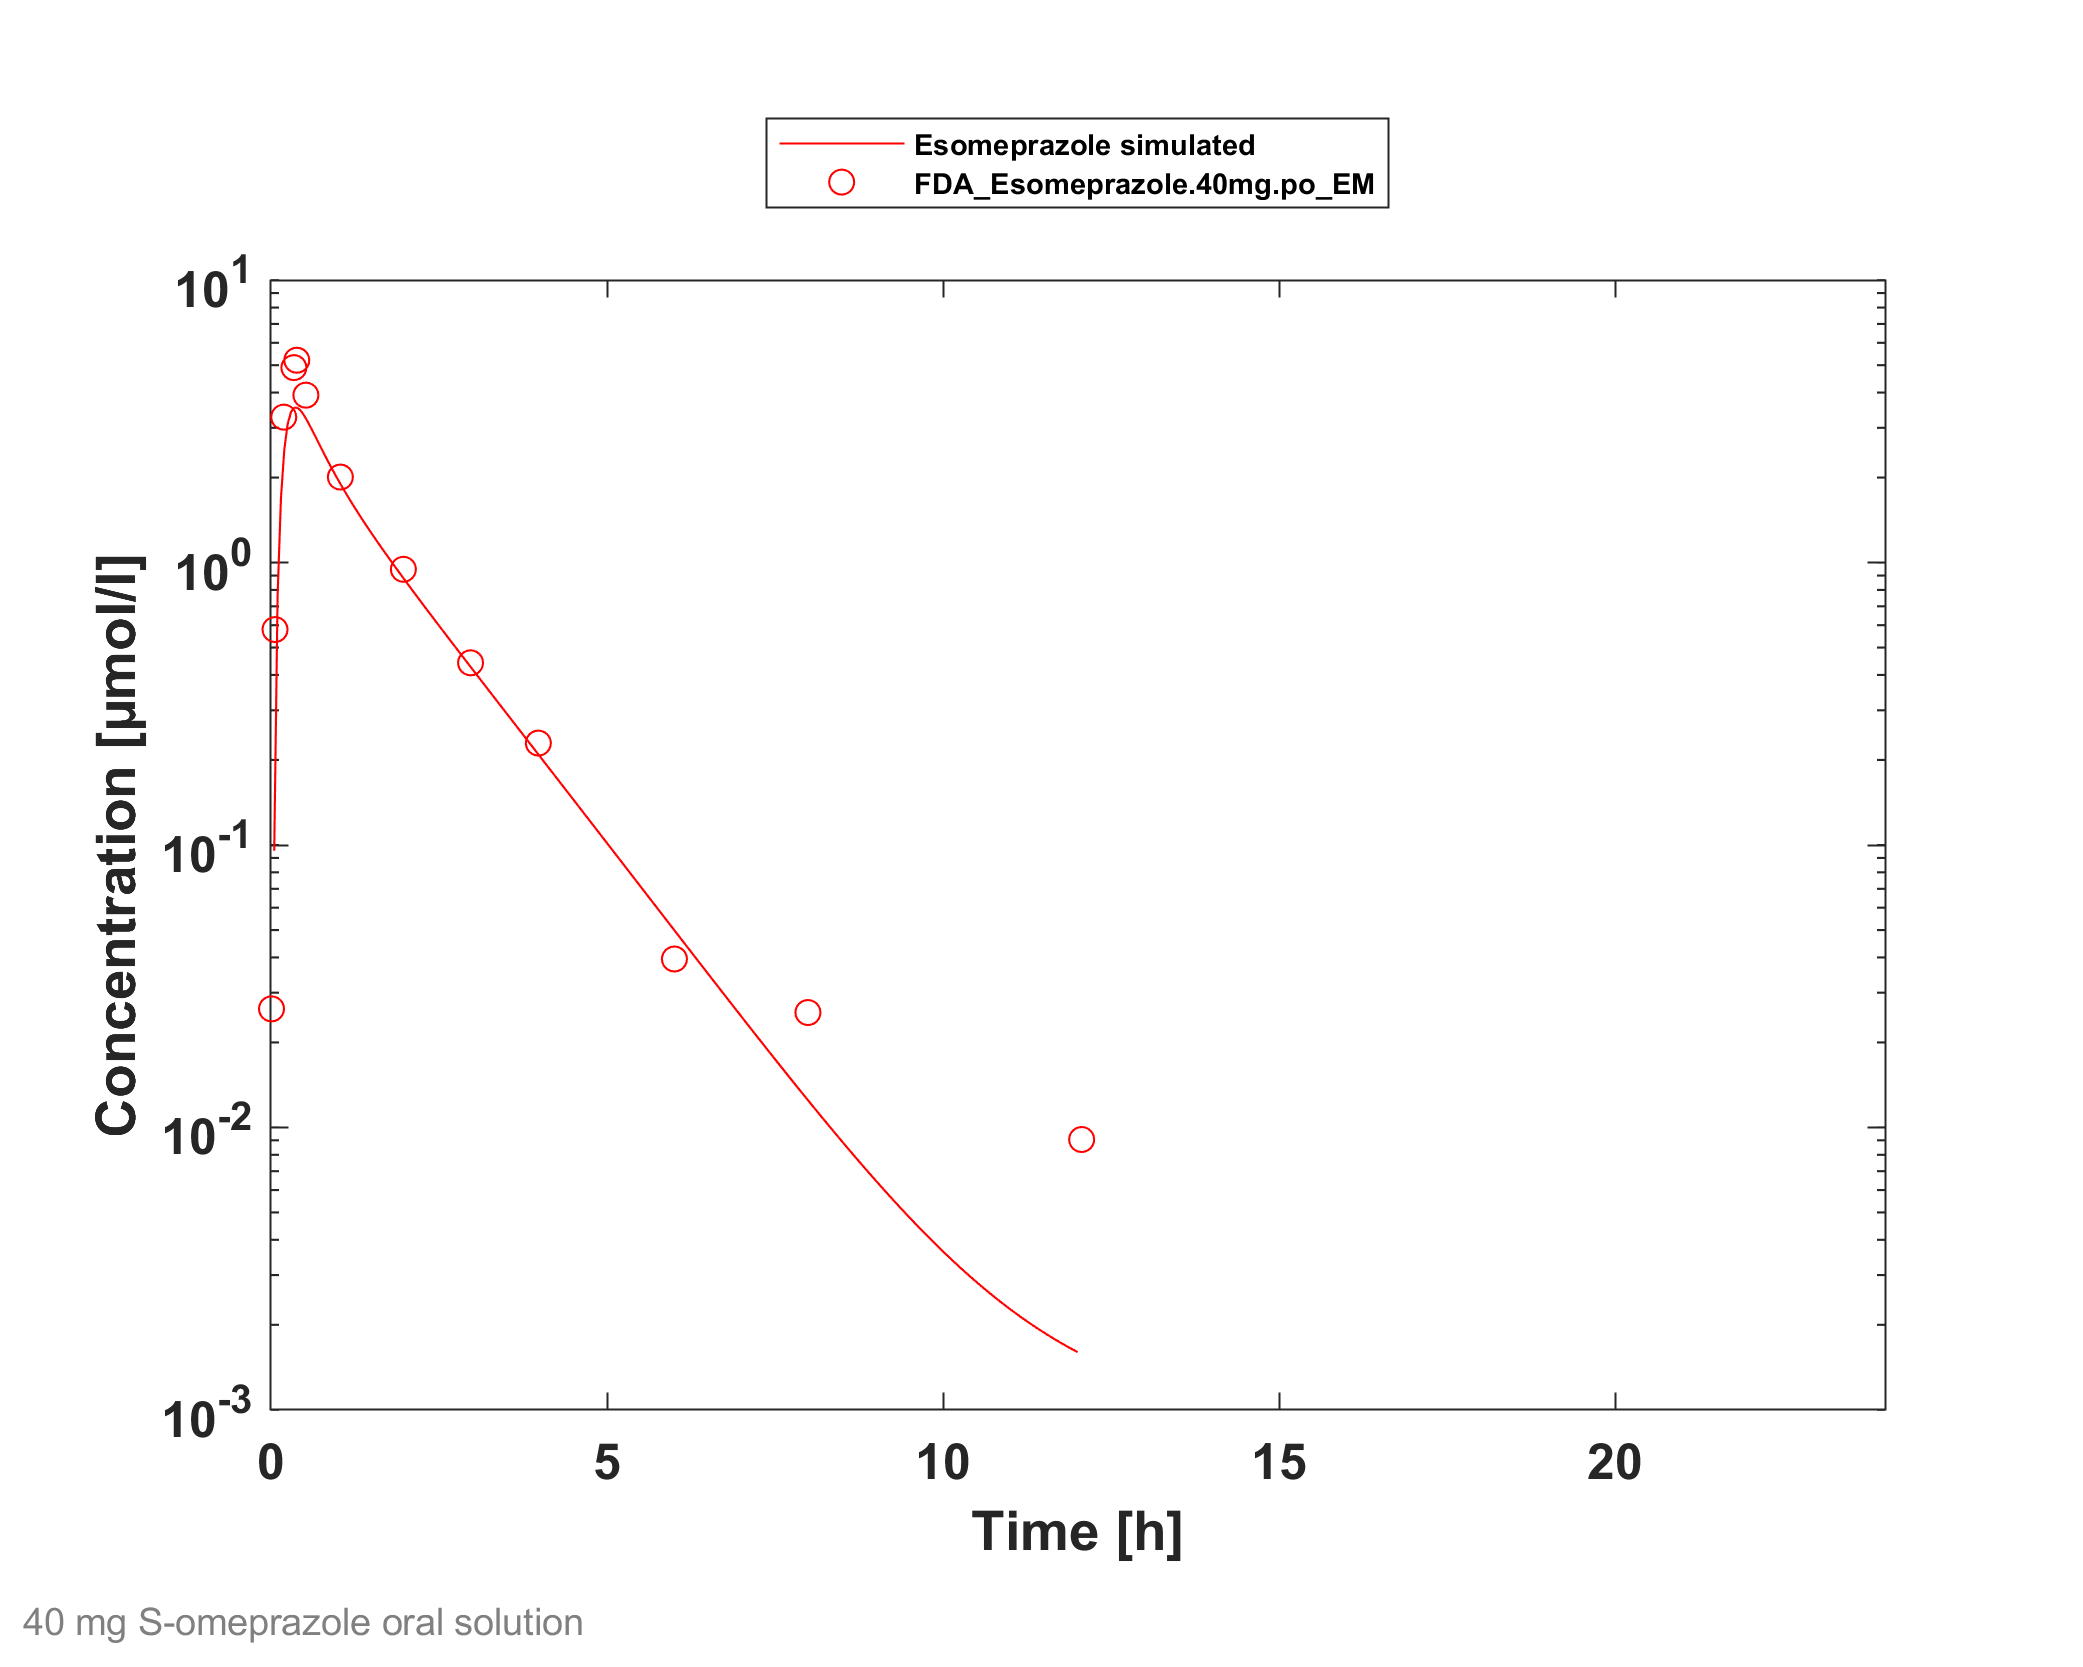 Esomeprazole simulated
FDA_Esomeprazole.40mg.po_EM
10^1
10^0
10^-1
10^-2
10^-3
Concentration [µmol/l]
0 5 10 15 20
Time [h]
40 mg S-omeprazole oral solution